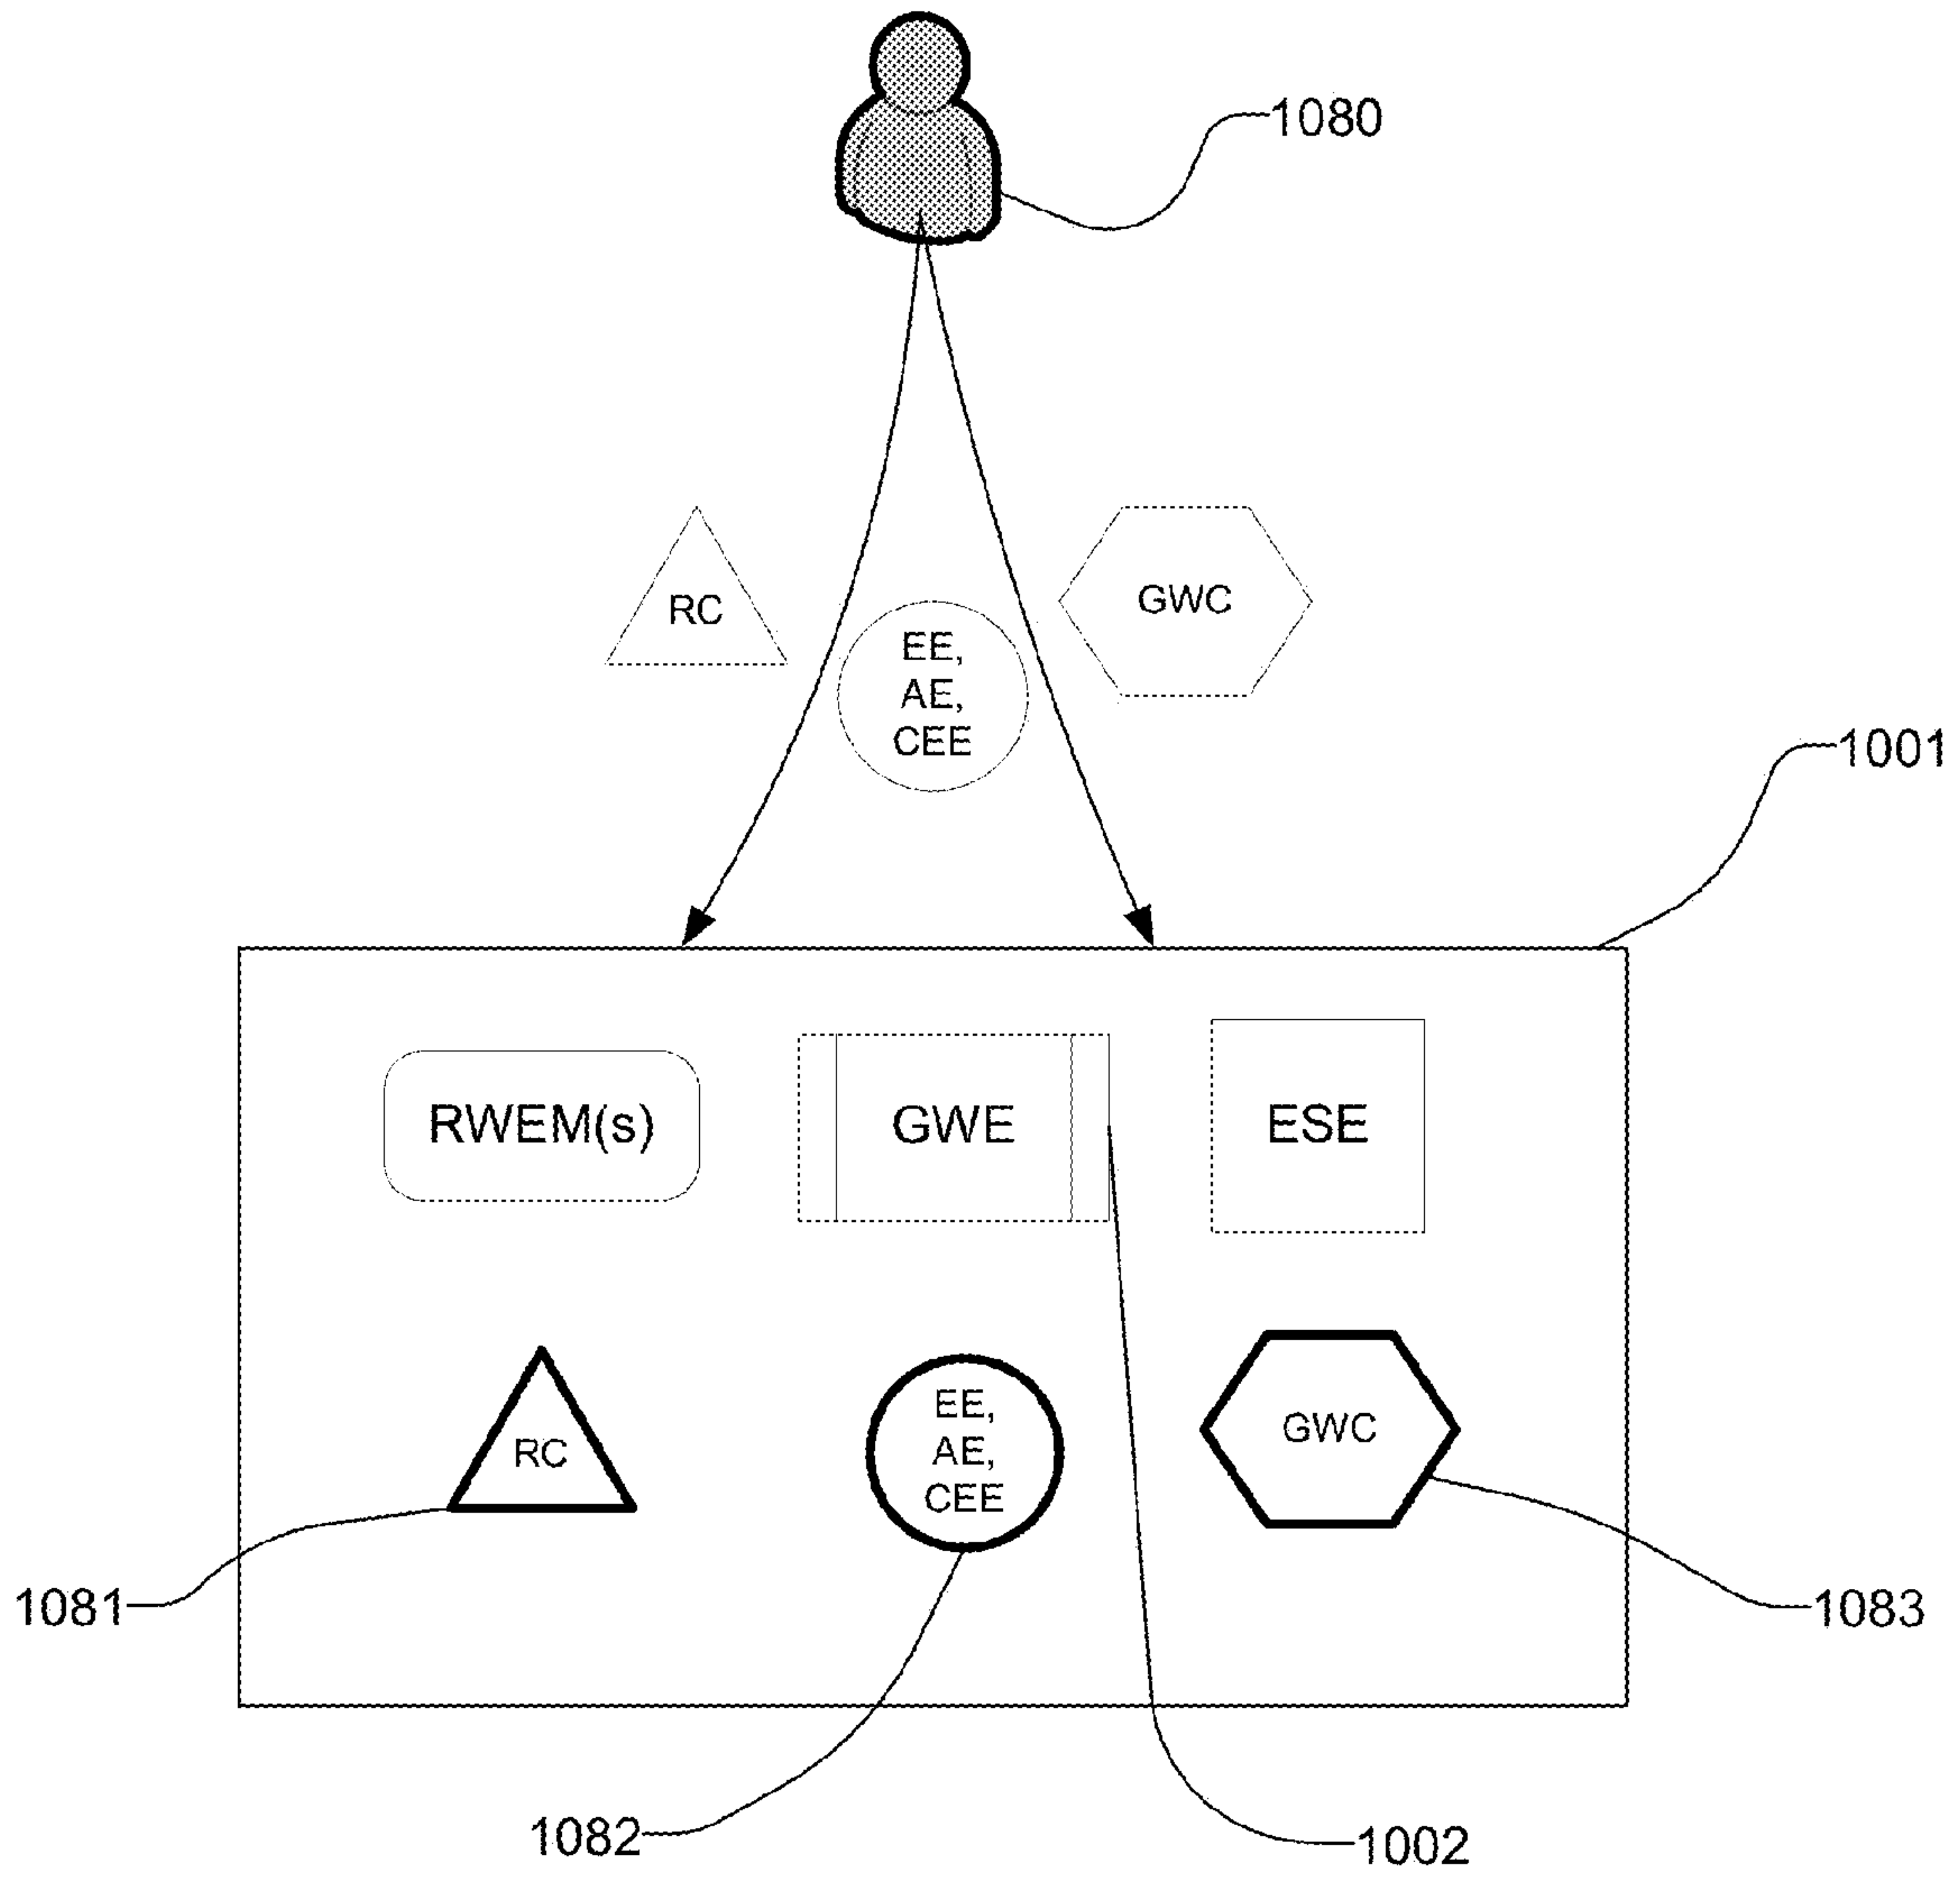 1080
RC
GWC
EE,
AE,
CEE
1001
RWEM(s)
GWE
ESE
RC
EE,
AE,
CEE
GWC
1081
1083
1082
1002